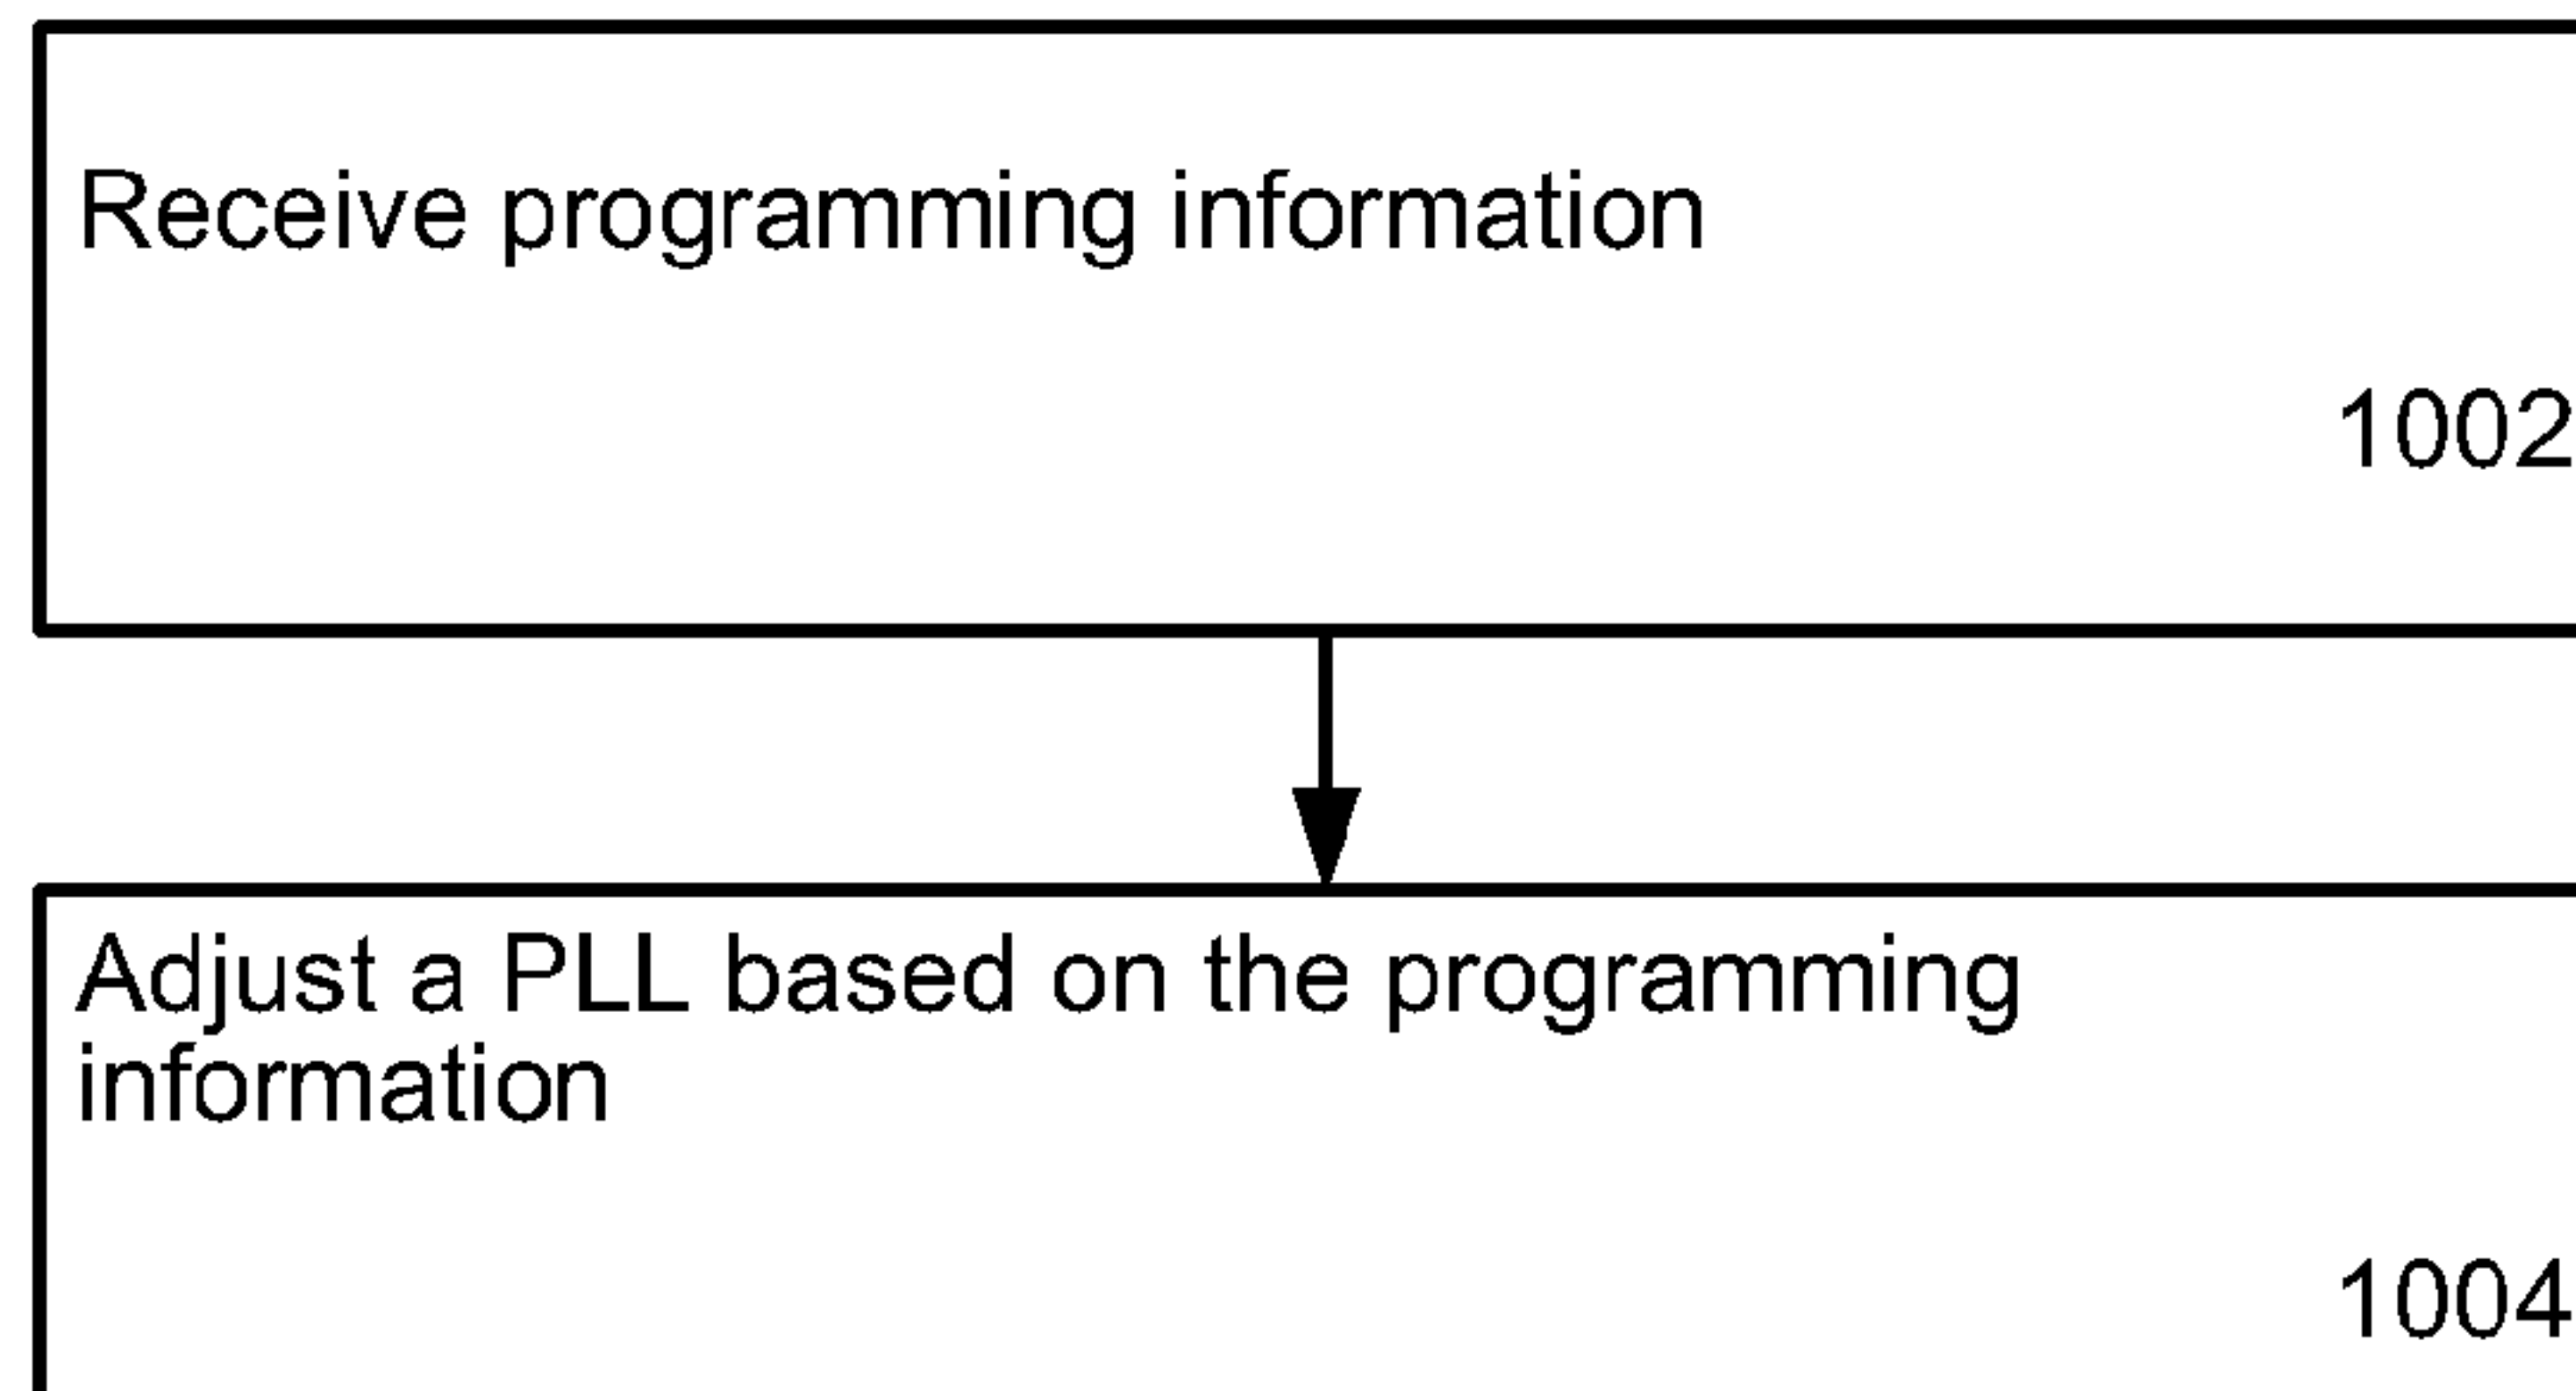 Receive programming information
1002
Adjust a PLL based on the programming
information
1004